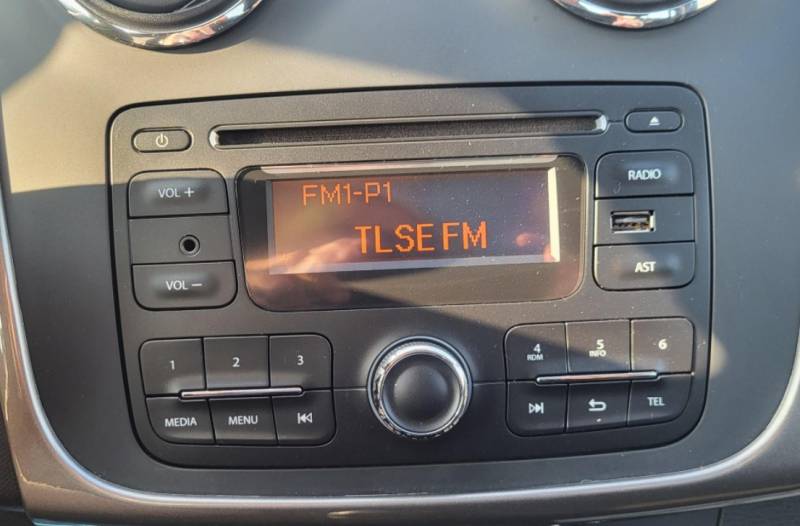 VOL +
VOL −
FM1-P1
TLSE FM
RADIO
AST
1
2
3
MEDIA
MENU
4
RDM
5
INFO
6
TEL